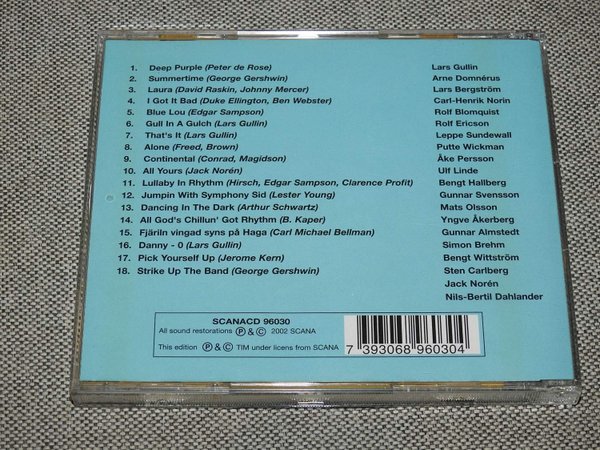 1. Deep Purple (Peter de Rose) Lars Gullin
2. Summertime (George Gershwin) Arne Domnérus
3. Laura (David Raskin, Johnny Mercer) Lars Bergström
4. I Got It Bad (Duke Ellington, Ben Webster) Carl-Henrik Norin
5. Blue Lou (Edgar Sampson) Rolf Blomquist
6. Gull In A Gulch (Lars Gullin) Rolf Ericson
7. That's It (Lars Gullin) Leppe Sundewall
8. Alone (Freed, Brown) Putte Wickman
9. Continental (Conrad, Magidson) Åke Persson
10. All Yours (Jack Norén) Ulf Linde
11. Lullaby In Rhythm (Hirsch, Edgar Sampson, Clarence Profit) Bengt Hallberg
12. Jumpin With Symphony Sid (Lester Young) Gunnar Svensson
13. Dancing In The Dark (Arthur Schwartz) Mats Olsson
14. All God's Chillun' Got Rhythm (B. Kaper) Yngve Åkerberg
15. Fjäriln vingad syns på Haga (Carl Michael Bellman) Gunnar Almstedt
16. Danny - 0 (Lars Gullin) Simon Brehm
17. Pick Yourself Up (Jerome Kern) Bengt Wittström
18. Strike Up The Band (George Gershwin) Sten Carlberg
Jack Norén
Nils-Bertil Dahlander
SCANACD 96030
All sound restorations Ⓟ & © 2002 SCANA
This edition Ⓟ & © TIM under licens from SCANA
7 393068 960304